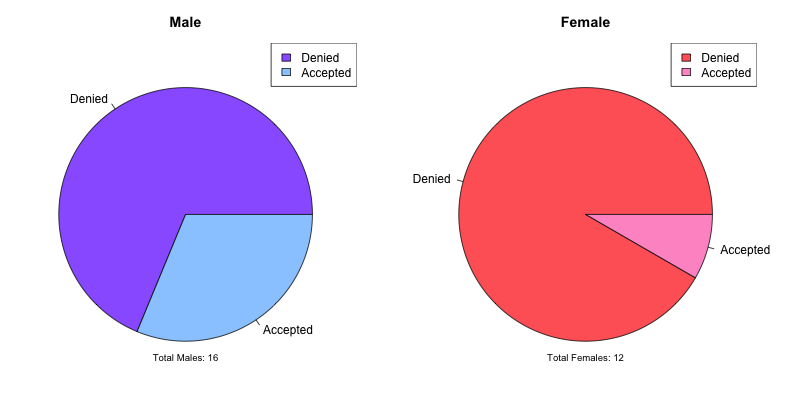 Male
Denied
Accepted
Denied
Accepted
Total Males: 16
Female
Denied
Accepted
Denied
Accepted
Total Females: 12